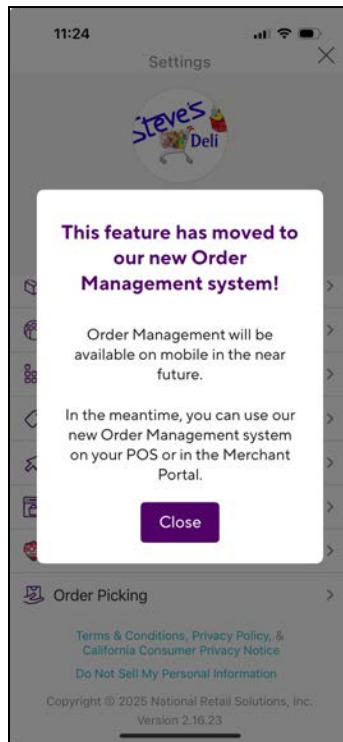 11:24
Settings
Steve's
Deli
This feature has moved to
our new Order
Management system!
Order Management will be
available on mobile in the near
future.
In the meantime, you can use our
new Order Management system
on your POS or in the Merchant
Portal.
Close
Order Picking
Terms & Conditions, Privacy Policy, &
California Consumer Privacy Notice
Do Not Sell My Personal Information
Copyright © 2025 National Retail Solutions, Inc.
Version 2.16.23